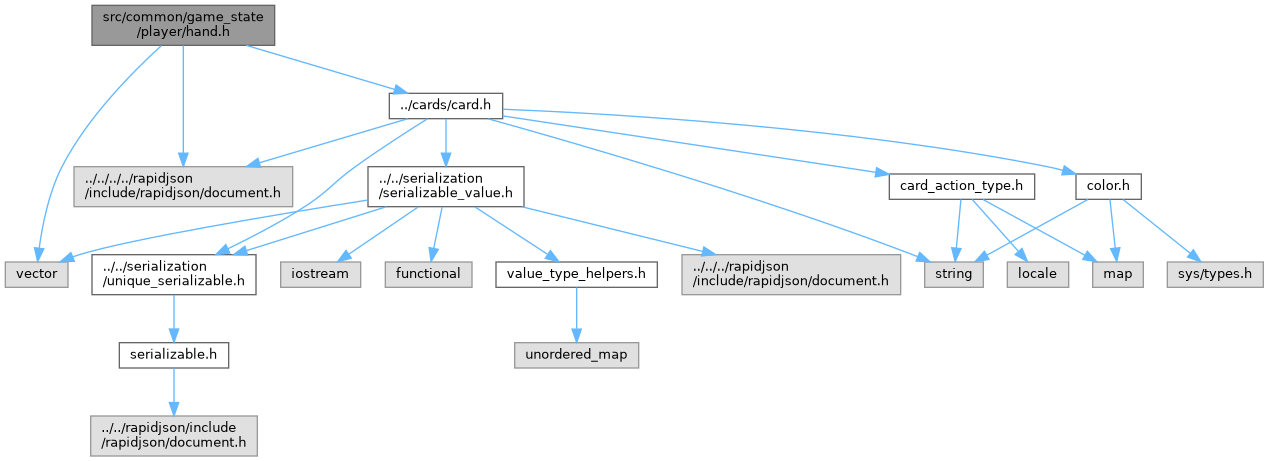 src/common/game_state
/player/hand.h
../cards/card.h
../../../../rapidjson
/include/rapidjson/document.h
../../serialization
/serializable_value.h
card_action_type.h
color.h
vector
../../serialization
/unique_serializable.h
iostream
functional
value_type_helpers.h
../../../rapidjson
/include/rapidjson/document.h
string
locale
map
sys/types.h
serializable.h
unordered_map
../../rapidjson/include
/rapidjson/document.h